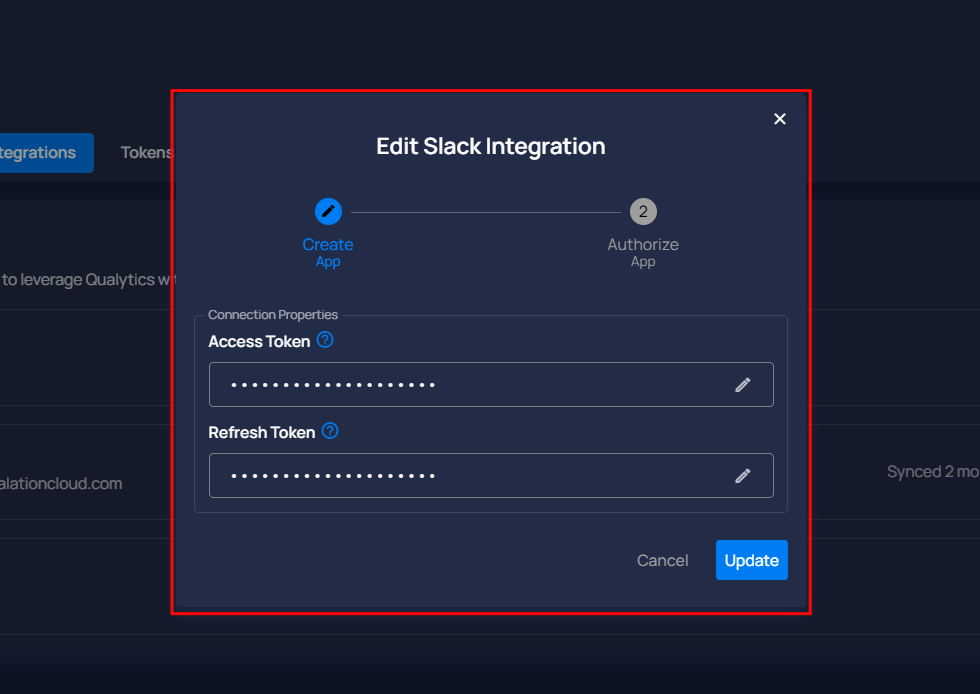 Edit Slack Integration
tegrations
Tokens
2
Create
App
Authorize
App
to leverage Qualytics wit
Connection Properties
Access Token ?
••••••••••••••••••••
Refresh Token ?
••••••••••••••••••••
alationcloud.com
Synced 2 mo
Cancel
Update